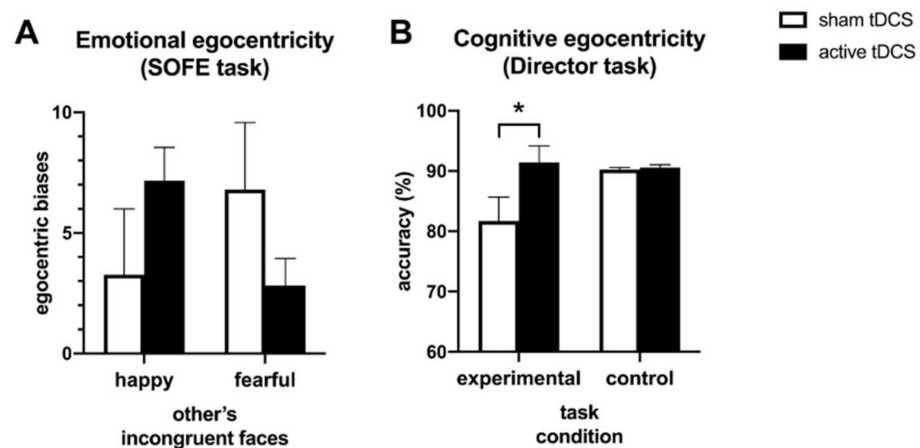 A
Emotional egocentricity
(SOFE task)
egocentric biases
10
5
0
happy
fearful
other's
incongruent faces
B
Cognitive egocentricity
(Director task)
accuracy (%)
100
90
80
70
60
*
experimental
control
task
condition
sham tDCS
active tDCS